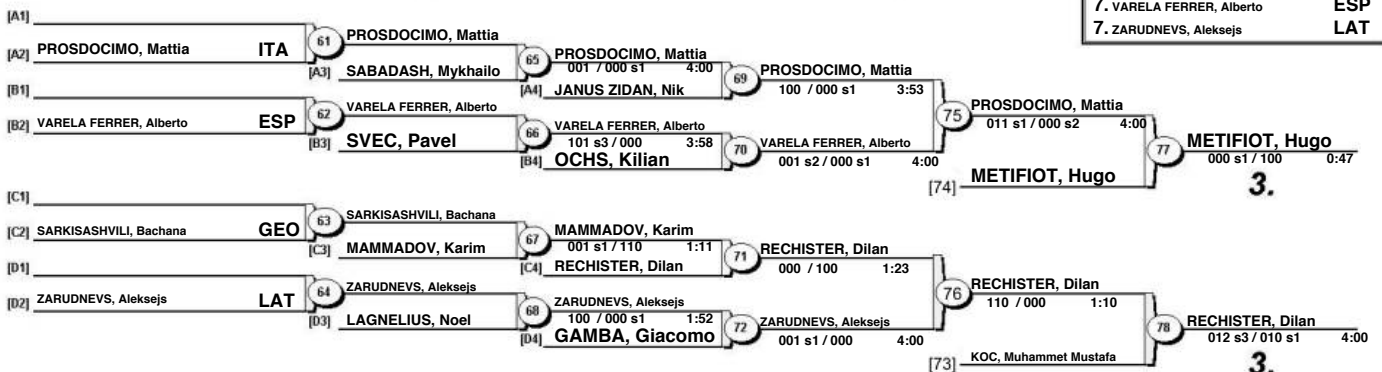 7. VARELA FERRER, Alberto ESP
7. ZARUDNEVS, Aleksejs LAT
[A1]
61 PROSDOCIMO, Mattia
[A2] PROSDOCIMO, Mattia ITA
65 PROSDOCIMO, Mattia
001 / 000 s1 4:00
[A3] SABADASH, Mykhailo
69 PROSDOCIMO, Mattia
100 / 000 s1 3:53
[A4] JANUS ZIDAN, Nik
[B1]
62 VARELA FERRER, Alberto
75 PROSDOCIMO, Mattia
011 s1 / 000 s2 4:00
[B2] VARELA FERRER, Alberto ESP
66 VARELA FERRER, Alberto
101 s3 / 000 3:58
[B3] SVEC, Pavel
70 VARELA FERRER, Alberto
001 s2 / 000 s1 4:00
77 METIFIOT, Hugo
000 s1 / 100 0:47
[B4] OCHS, Kilian
[74] METIFIOT, Hugo
3.
[C1]
63 SARKISASHVILI, Bachana
[C2] SARKISASHVILI, Bachana GEO
67 MAMMADOV, Karim
001 s1 / 110 1:11
[C3] MAMMADOV, Karim
71 RECHISTER, Dilan
000 / 100 1:23
[C4] RECHISTER, Dilan
[D1]
64 ZARUDNEVS, Aleksejs
76 RECHISTER, Dilan
110 / 000 1:10
[D2] ZARUDNEVS, Aleksejs LAT
68 ZARUDNEVS, Aleksejs
100 / 000 s1 1:52
[D3] LAGNELIUS, Noel
72 ZARUDNEVS, Aleksejs
001 s1 / 000 4:00
78 RECHISTER, Dilan
012 s3 / 010 s1 4:00
[D4] GAMBA, Giacomo
[73] KOC, Muhammet Mustafa
3.